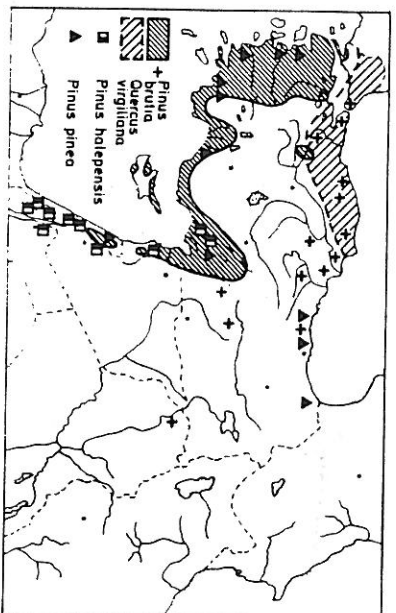 Pinus
brutia
Quercus
virgiliana
Pinus halepensis
Pinus pinea